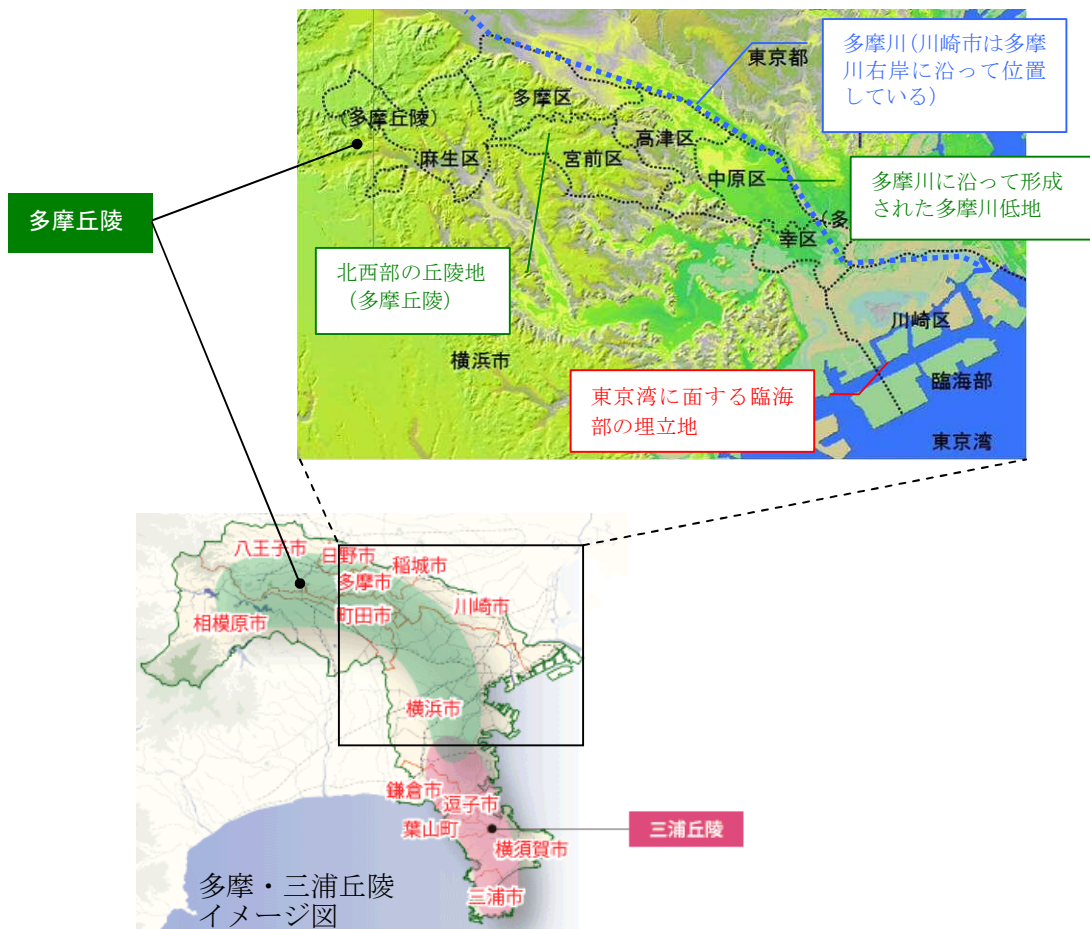 東京都
多摩川(川崎市は多摩
川右岸に沿って位置
している)
多摩区
(多摩丘陵)
高津区
麻生区
宮前区
中原区
多摩川に沿って形成
された多摩川低地
多摩丘陵
(多
幸区
北西部の丘陵地
(多摩丘陵)
川崎区
横浜市
臨海部
東京湾に面する臨海
部の埋立地
東京湾
八王子市
日野市
稲城市
多摩市
川崎市
町田市
相模原市
横浜市
鎌倉市
逗子市
葉山町
三浦丘陵
横須賀市
三浦市
多摩・三浦丘陵
イメージ図